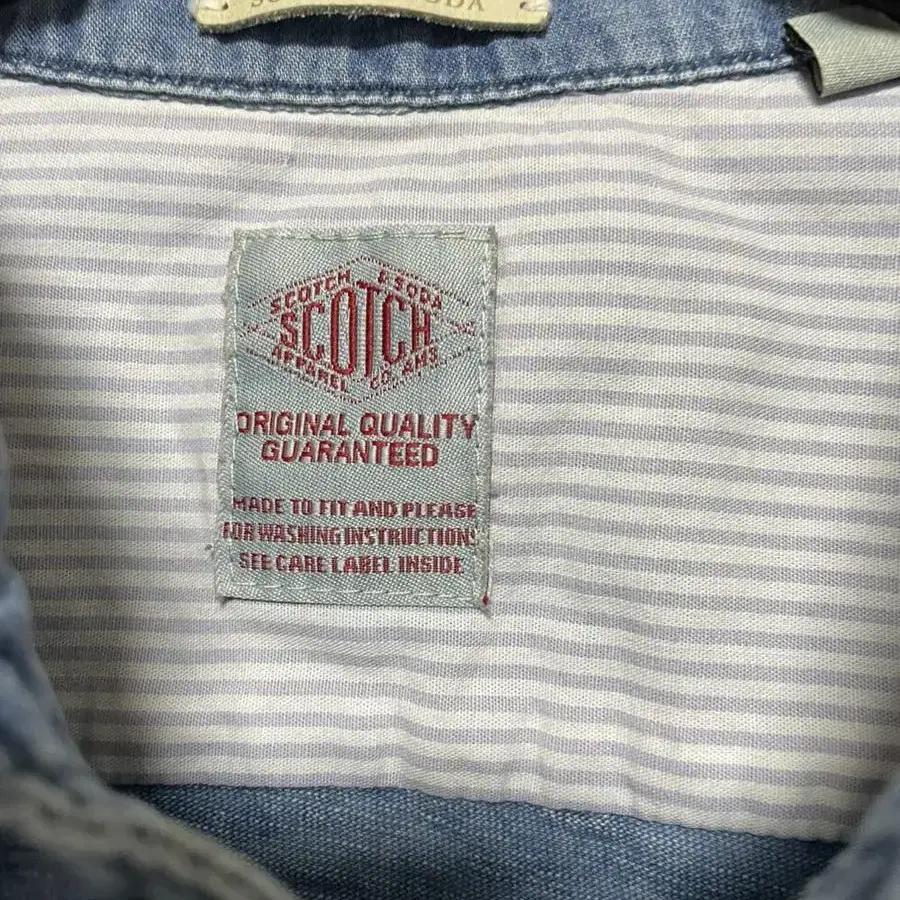 SODA
SCOTCH & SODA
SCOTCH
APPAREL CO. AMS
ORIGINAL QUALITY
GUARANTEED
MADE TO FIT AND PLEASE
FOR WASHING INSTRUCTIONS
SEE CARE LABEL INSIDE